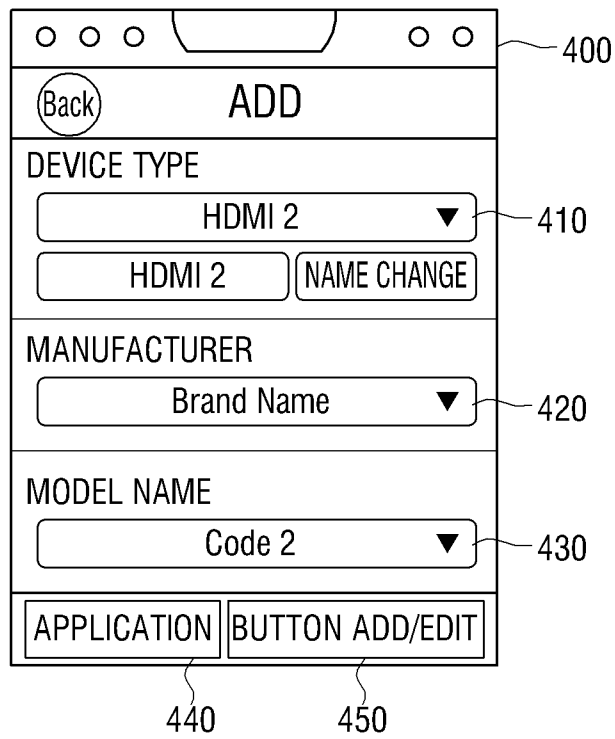 400
Back ADD
DEVICE TYPE
HDMI 2 ▼ 410
HDMI 2 NAME CHANGE
MANUFACTURER
Brand Name ▼ 420
MODEL NAME
Code 2 ▼ 430
APPLICATION BUTTON ADD/EDIT
440 450